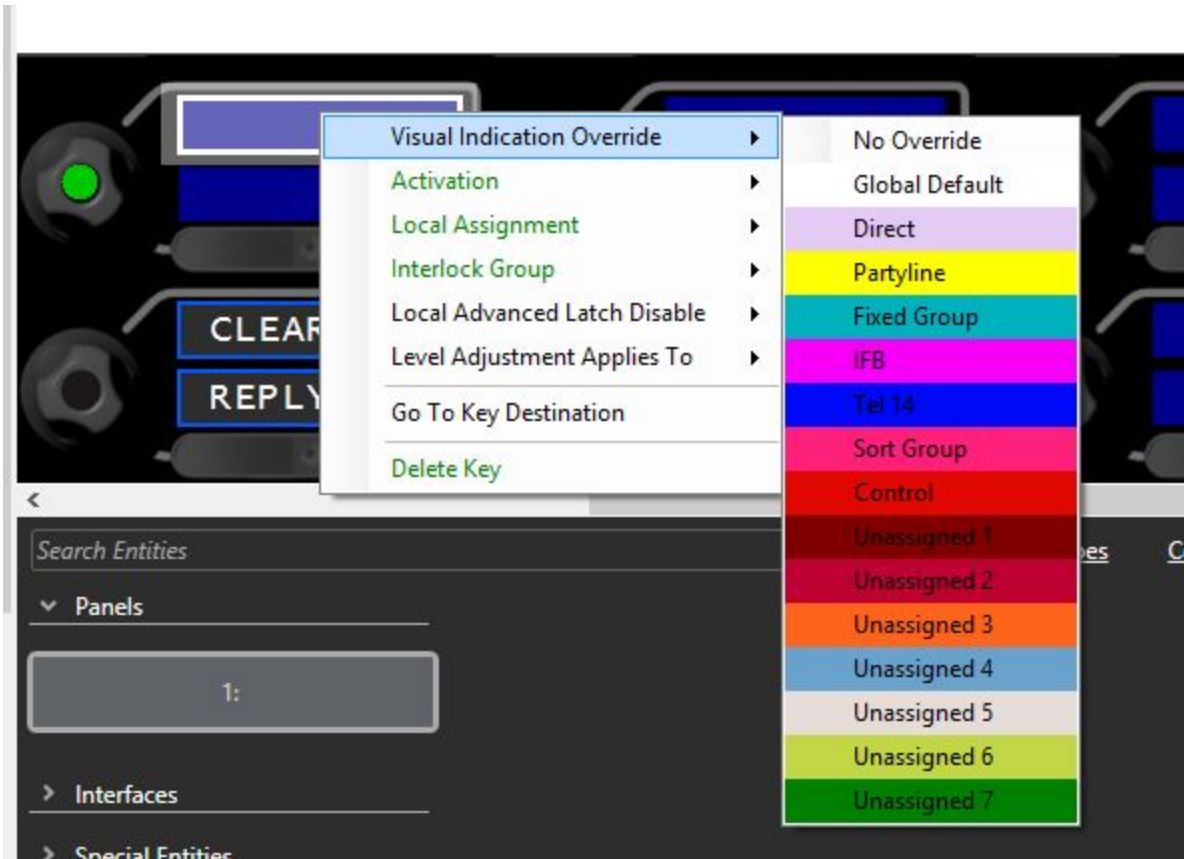 Visual Indication Override
Activation
Local Assignment
Interlock Group
Local Advanced Latch Disable
Level Adjustment Applies To
Go To Key Destination
Delete Key
No Override
Global Default
Direct
Partyline
Fixed Group
IFB
Tel 14
Sort Group
Control
Unassigned 1
Unassigned 2
Unassigned 3
Unassigned 4
Unassigned 5
Unassigned 6
Unassigned 7
CLEAR
REPLY
Search Entities
Panels
1:
Interfaces
Special Entities